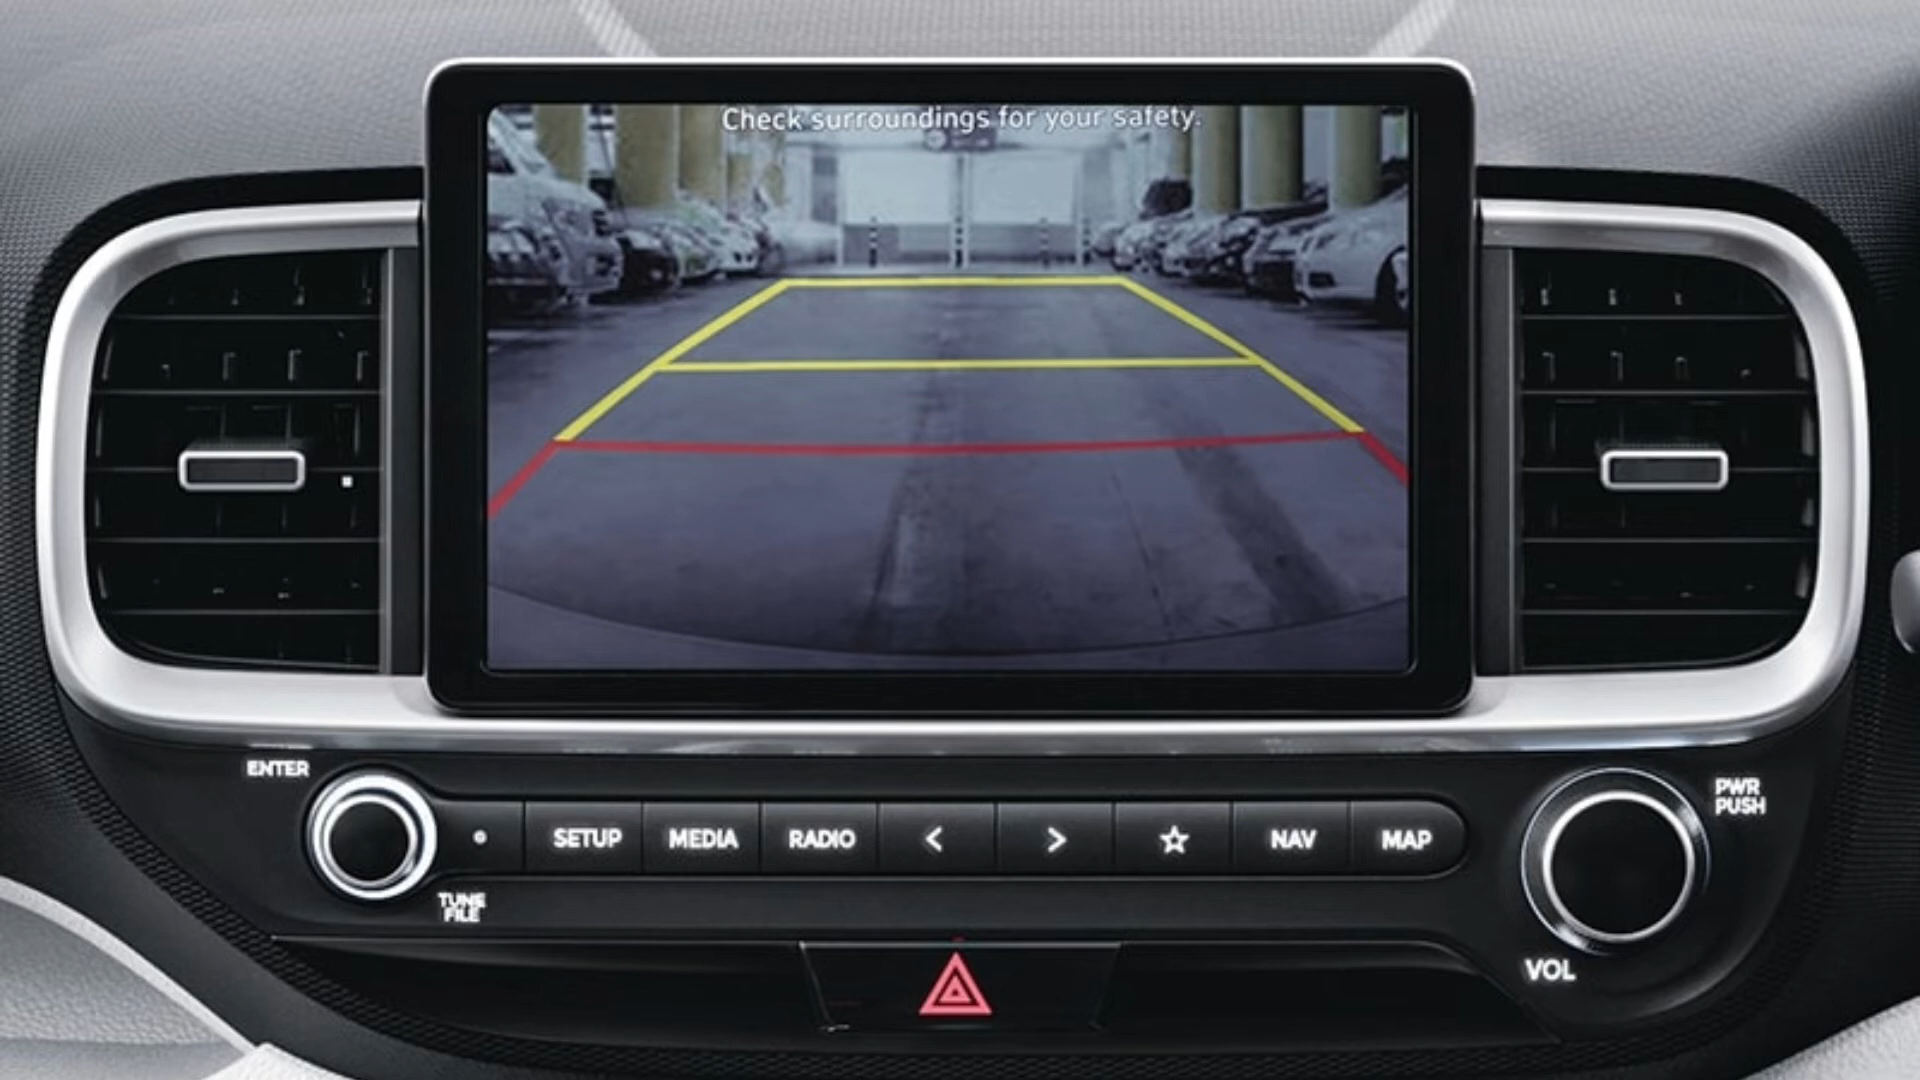 Check surroundings for your safety.
ENTER
TUNE
FILE
SETUP
MEDIA
RADIO
<
>
☆
NAV
MAP
PWR
PUSH
VOL